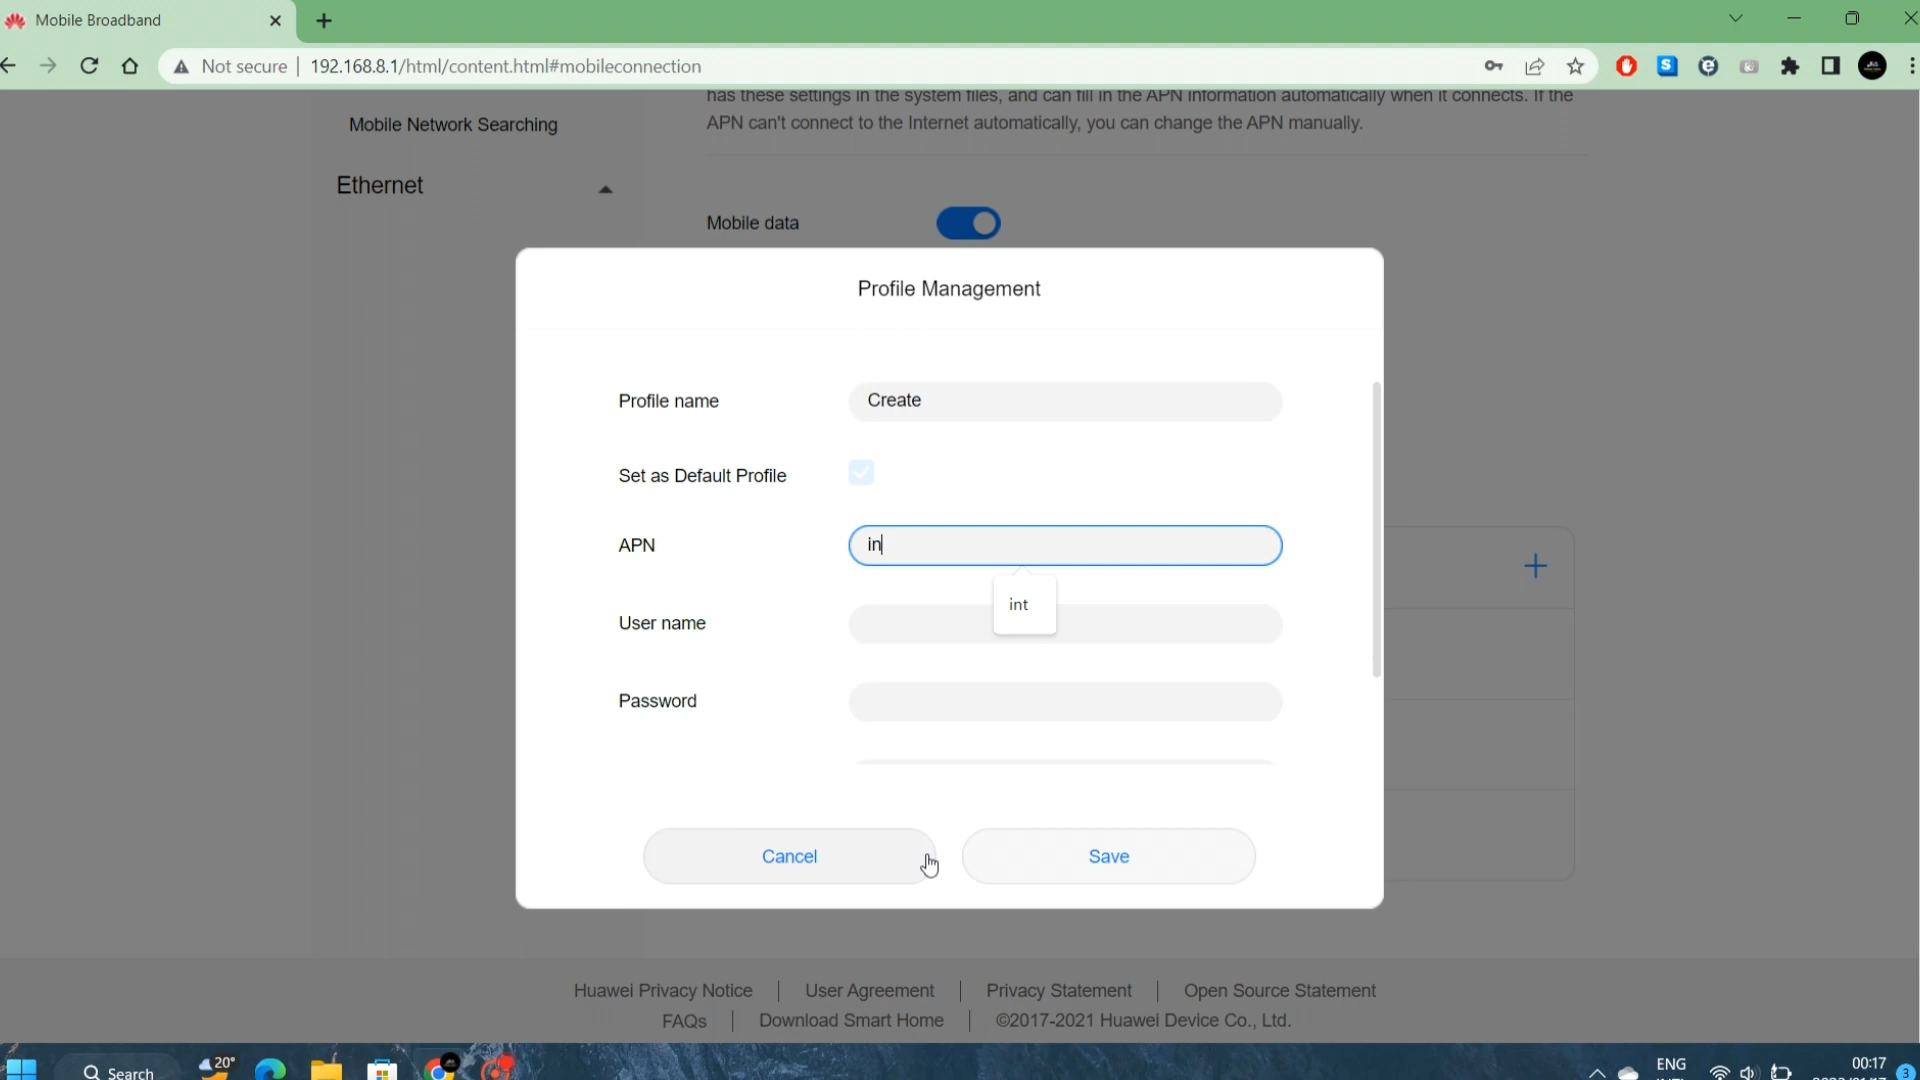 Mobile Broadband
Not secure
192.168.8.1/html/content.html#mobileconnection
has these settings in the system files, and can fill in the APN information automatically when it connects. If the
Mobile Network Searching
APN can't connect to the Internet automatically, you can change the APN manually.
Ethernet
Mobile data
Profile Management
Profile name
Create
Set as Default Profile
APN
in
int
User name
Password
Cancel
Save
Huawei Privacy Notice
User Agreement
Privacy Statement
Open Source Statement
FAQs
Download Smart Home
©2017-2021 Huawei Device Co., Ltd.
20°
Search
ENG
00:17
3